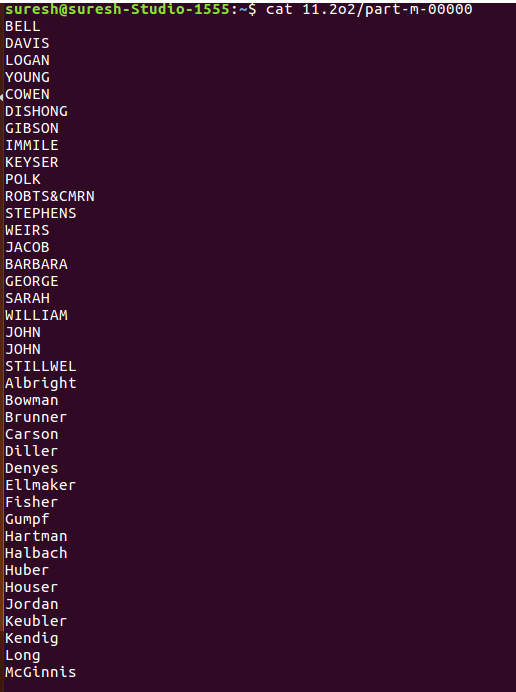 suresh@suresh-Studio-1555:~$ cat 11.2o2/part-m-00000
BELL
DAVIS
LOGAN
YOUNG
COWEN
DISHONG
GIBSON
IMMILE
KEYSER
POLK
ROBTS&CMRN
STEPHENS
WEIRS
JACOB
BARBARA
GEORGE
SARAH
WILLIAM
JOHN
JOHN
STILLWEL
Albright
Bowman
Brunner
Carson
Diller
Denyes
Ellmaker
Fisher
Gumpf
Hartman
Halbach
Huber
Houser
Jordan
Keubler
Kendig
Long
McGinnis